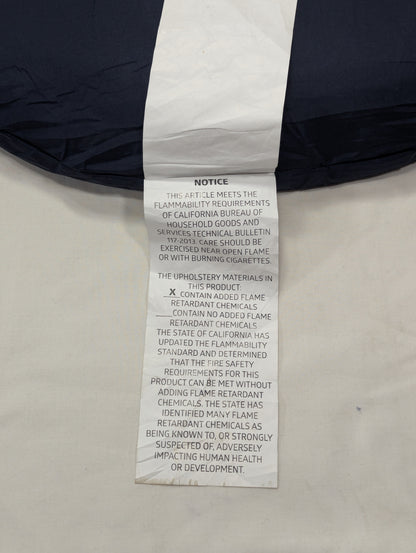 NOTICE
THIS ARTICLE MEETS THE
FLAMMABILITY REQUIREMENTS
OF CALIFORNIA BUREAU OF
HOUSEHOLD GOODS AND
SERVICES TECHNICAL BULLETIN
117-2013. CARE SHOULD BE
EXERCISED NEAR OPEN FLAME
OR WITH BURNING CIGARETTES.
THE UPHOLSTERY MATERIALS IN
THIS PRODUCT:
__X__CONTAIN ADDED FLAME
RETARDANT CHEMICALS
____CONTAIN NO ADDED FLAME
RETARDANT CHEMICALS
THE STATE OF CALIFORNIA HAS
UPDATED THE FLAMMABILITY
STANDARD AND DETERMINED
THAT THE FIRE SAFETY
REQUIREMENTS FOR THIS
PRODUCT CAN BE MET WITHOUT
ADDING FLAME RETARDANT
CHEMICALS. THE STATE HAS
IDENTIFIED MANY FLAME
RETARDANT CHEMICALS AS
BEING KNOWN TO, OR STRONGLY
SUSPECTED OF, ADVERSELY
IMPACTING HUMAN HEALTH
OR DEVELOPMENT.